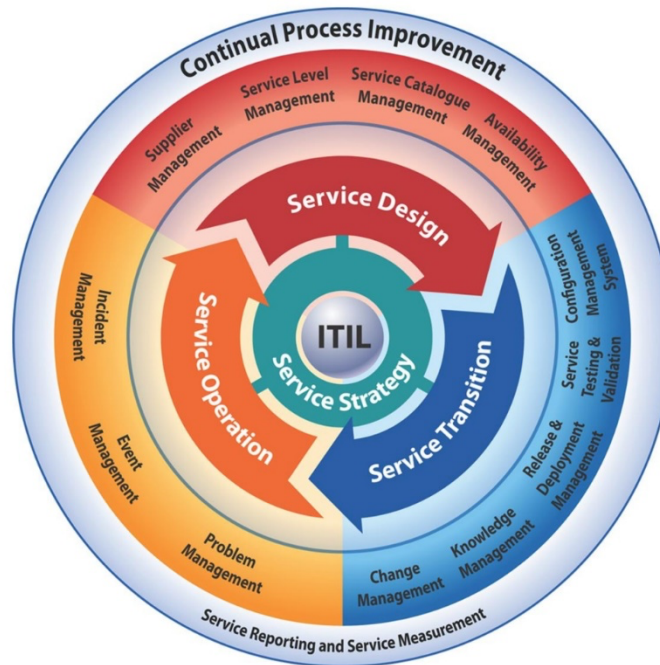 Continual Process Improvement
Supplier
Management
Service Level
Management
Service Catalogue
Management
Availability
Management
Configuration
Management
System
Service
Testing &
Validation
Release &
Deployment
Management
Knowledge
Management
Change
Management
Problem
Management
Event
Management
Incident
Management
Service Design
Service Transition
Service Operation
Service Strategy
ITIL
Service Reporting and Service Measurement